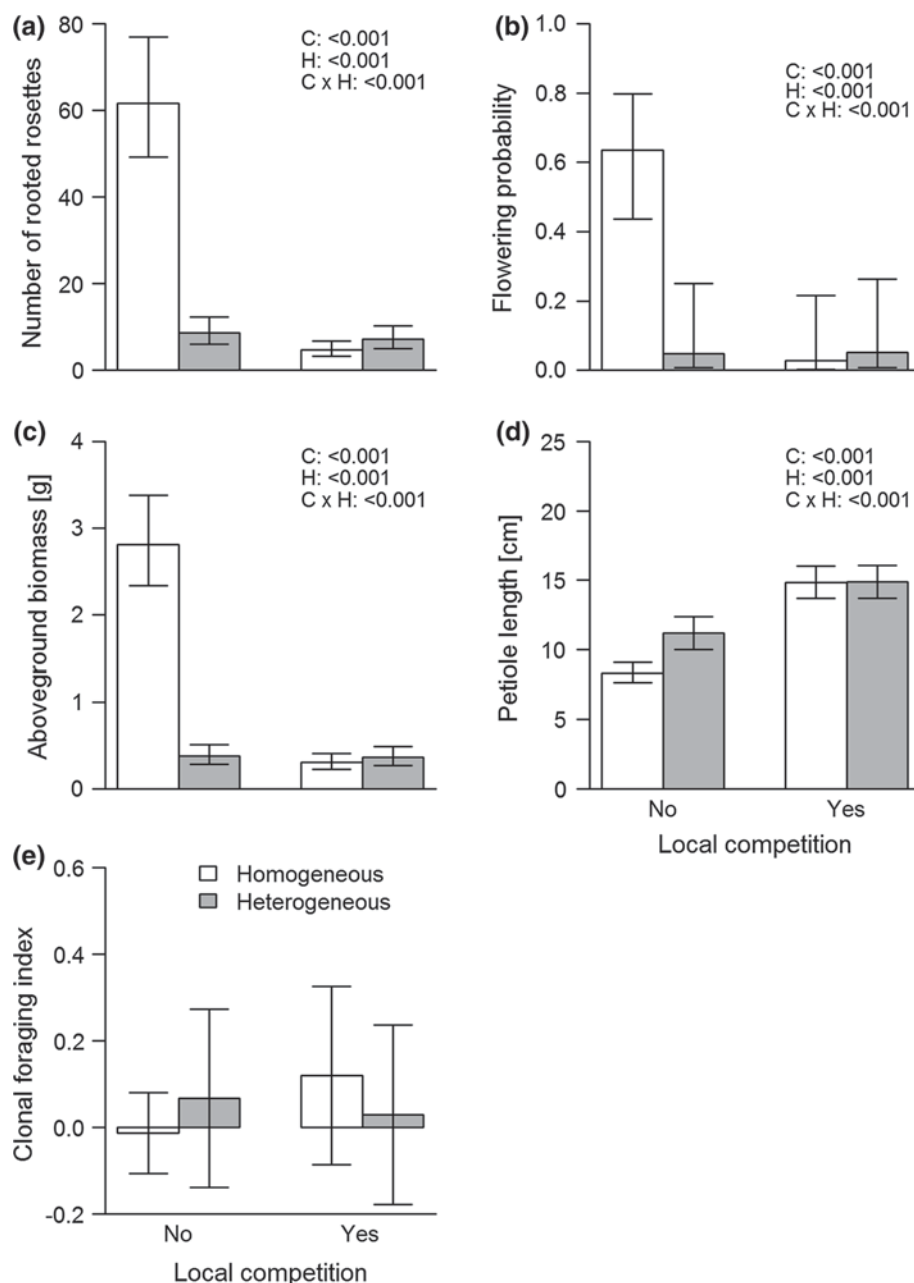 (a)
Number of rooted rosettes
80
60
40
20
0
C: <0.001
H: <0.001
C x H: <0.001
(b)
Flowering probability
1.0
0.8
0.6
0.4
0.2
0.0
C: <0.001
H: <0.001
C x H: <0.001
(c)
Aboveground biomass [g]
4
3
2
1
0
C: <0.001
H: <0.001
C x H: <0.001
(d)
Petiole length [cm]
25
20
15
10
5
0
C: <0.001
H: <0.001
C x H: <0.001
No Yes
Local competition
(e)
Clonal foraging index
0.6
0.4
0.2
0.0
-0.2
Homogeneous
Heterogeneous
No Yes
Local competition